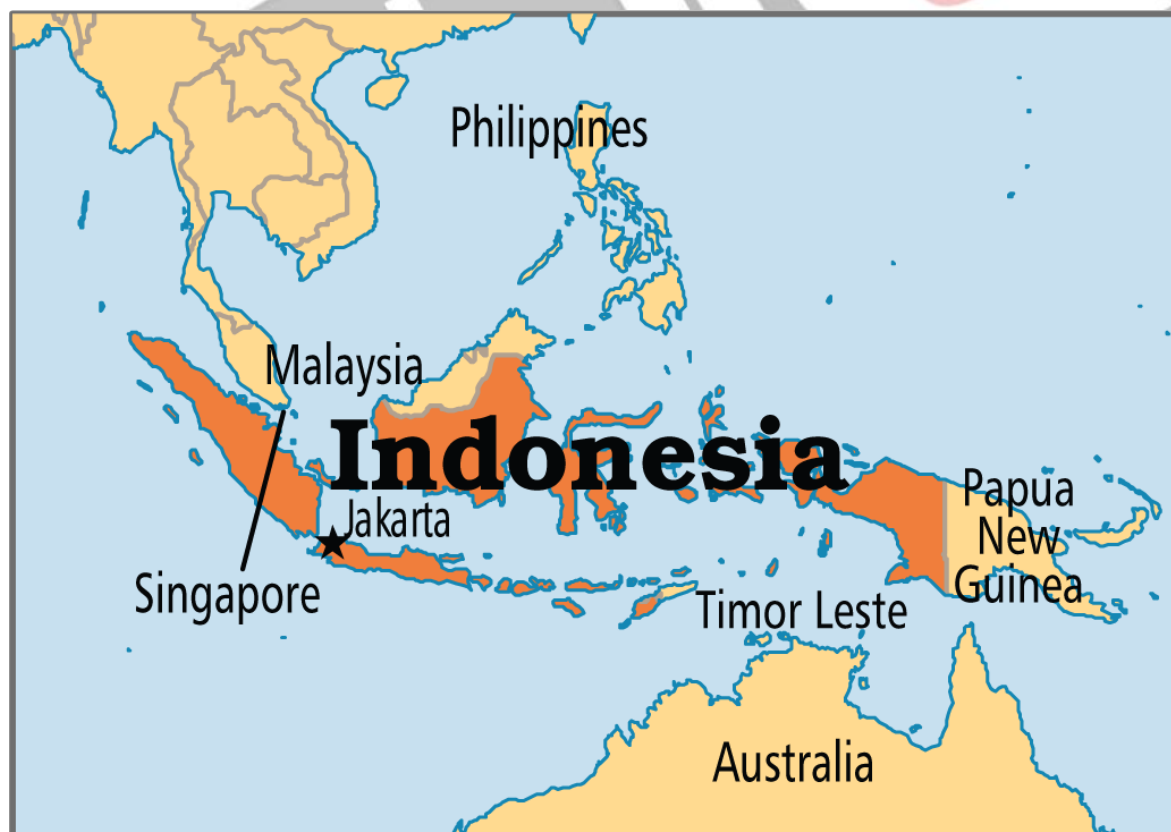 Philippines
Malaysia
Indonesia
Jakarta
Singapore
Papua
New
Guinea
Timor Leste
Australia